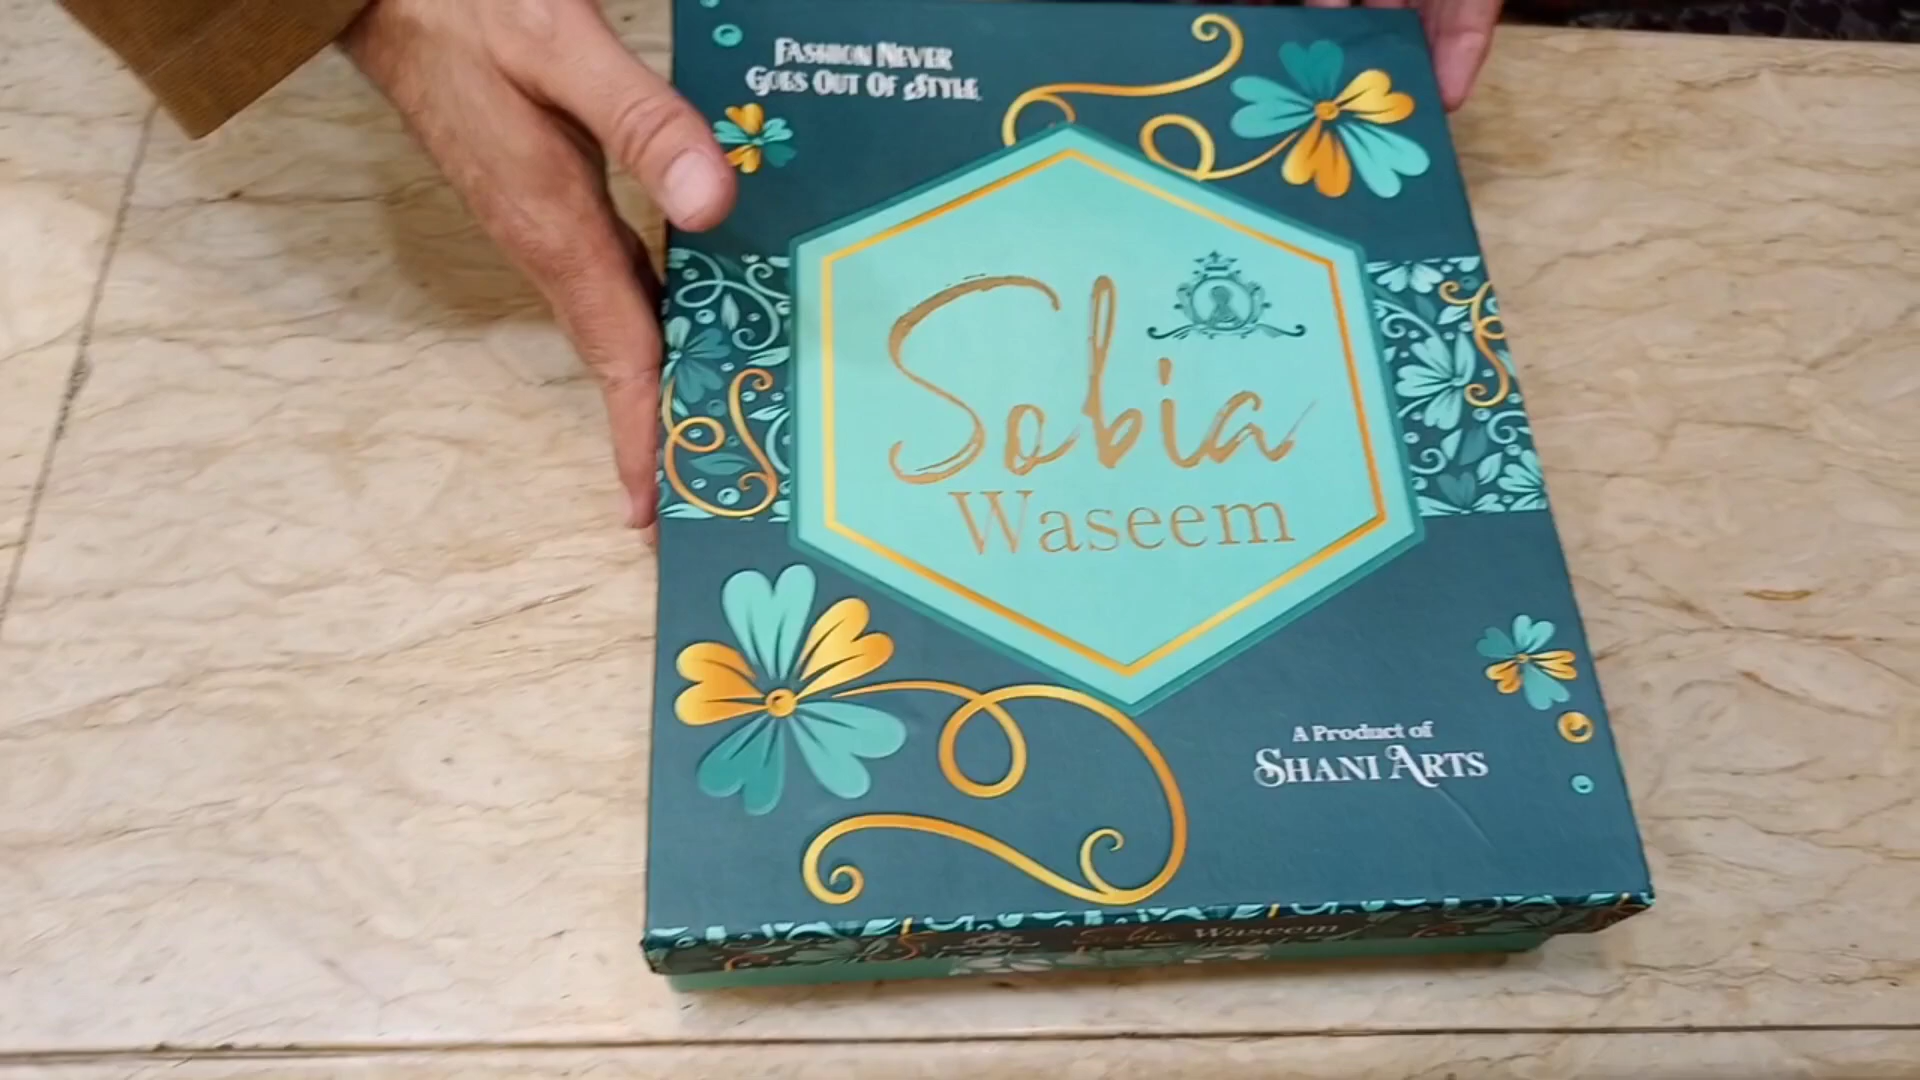 FASHION NEVER
GOES OUT OF STYLE
Sobia
Waseem
A Product of
SHANI ARTS
Sobia Waseem